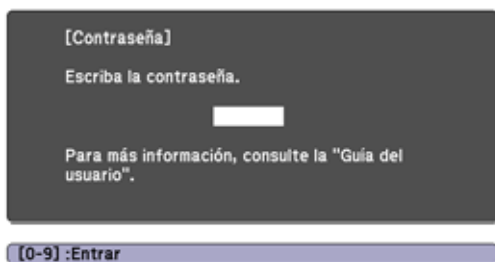 [Contraseña]
Escriba la contraseña.
Para más información, consulte la "Guía del
usuario".
[0-9] :Entrar